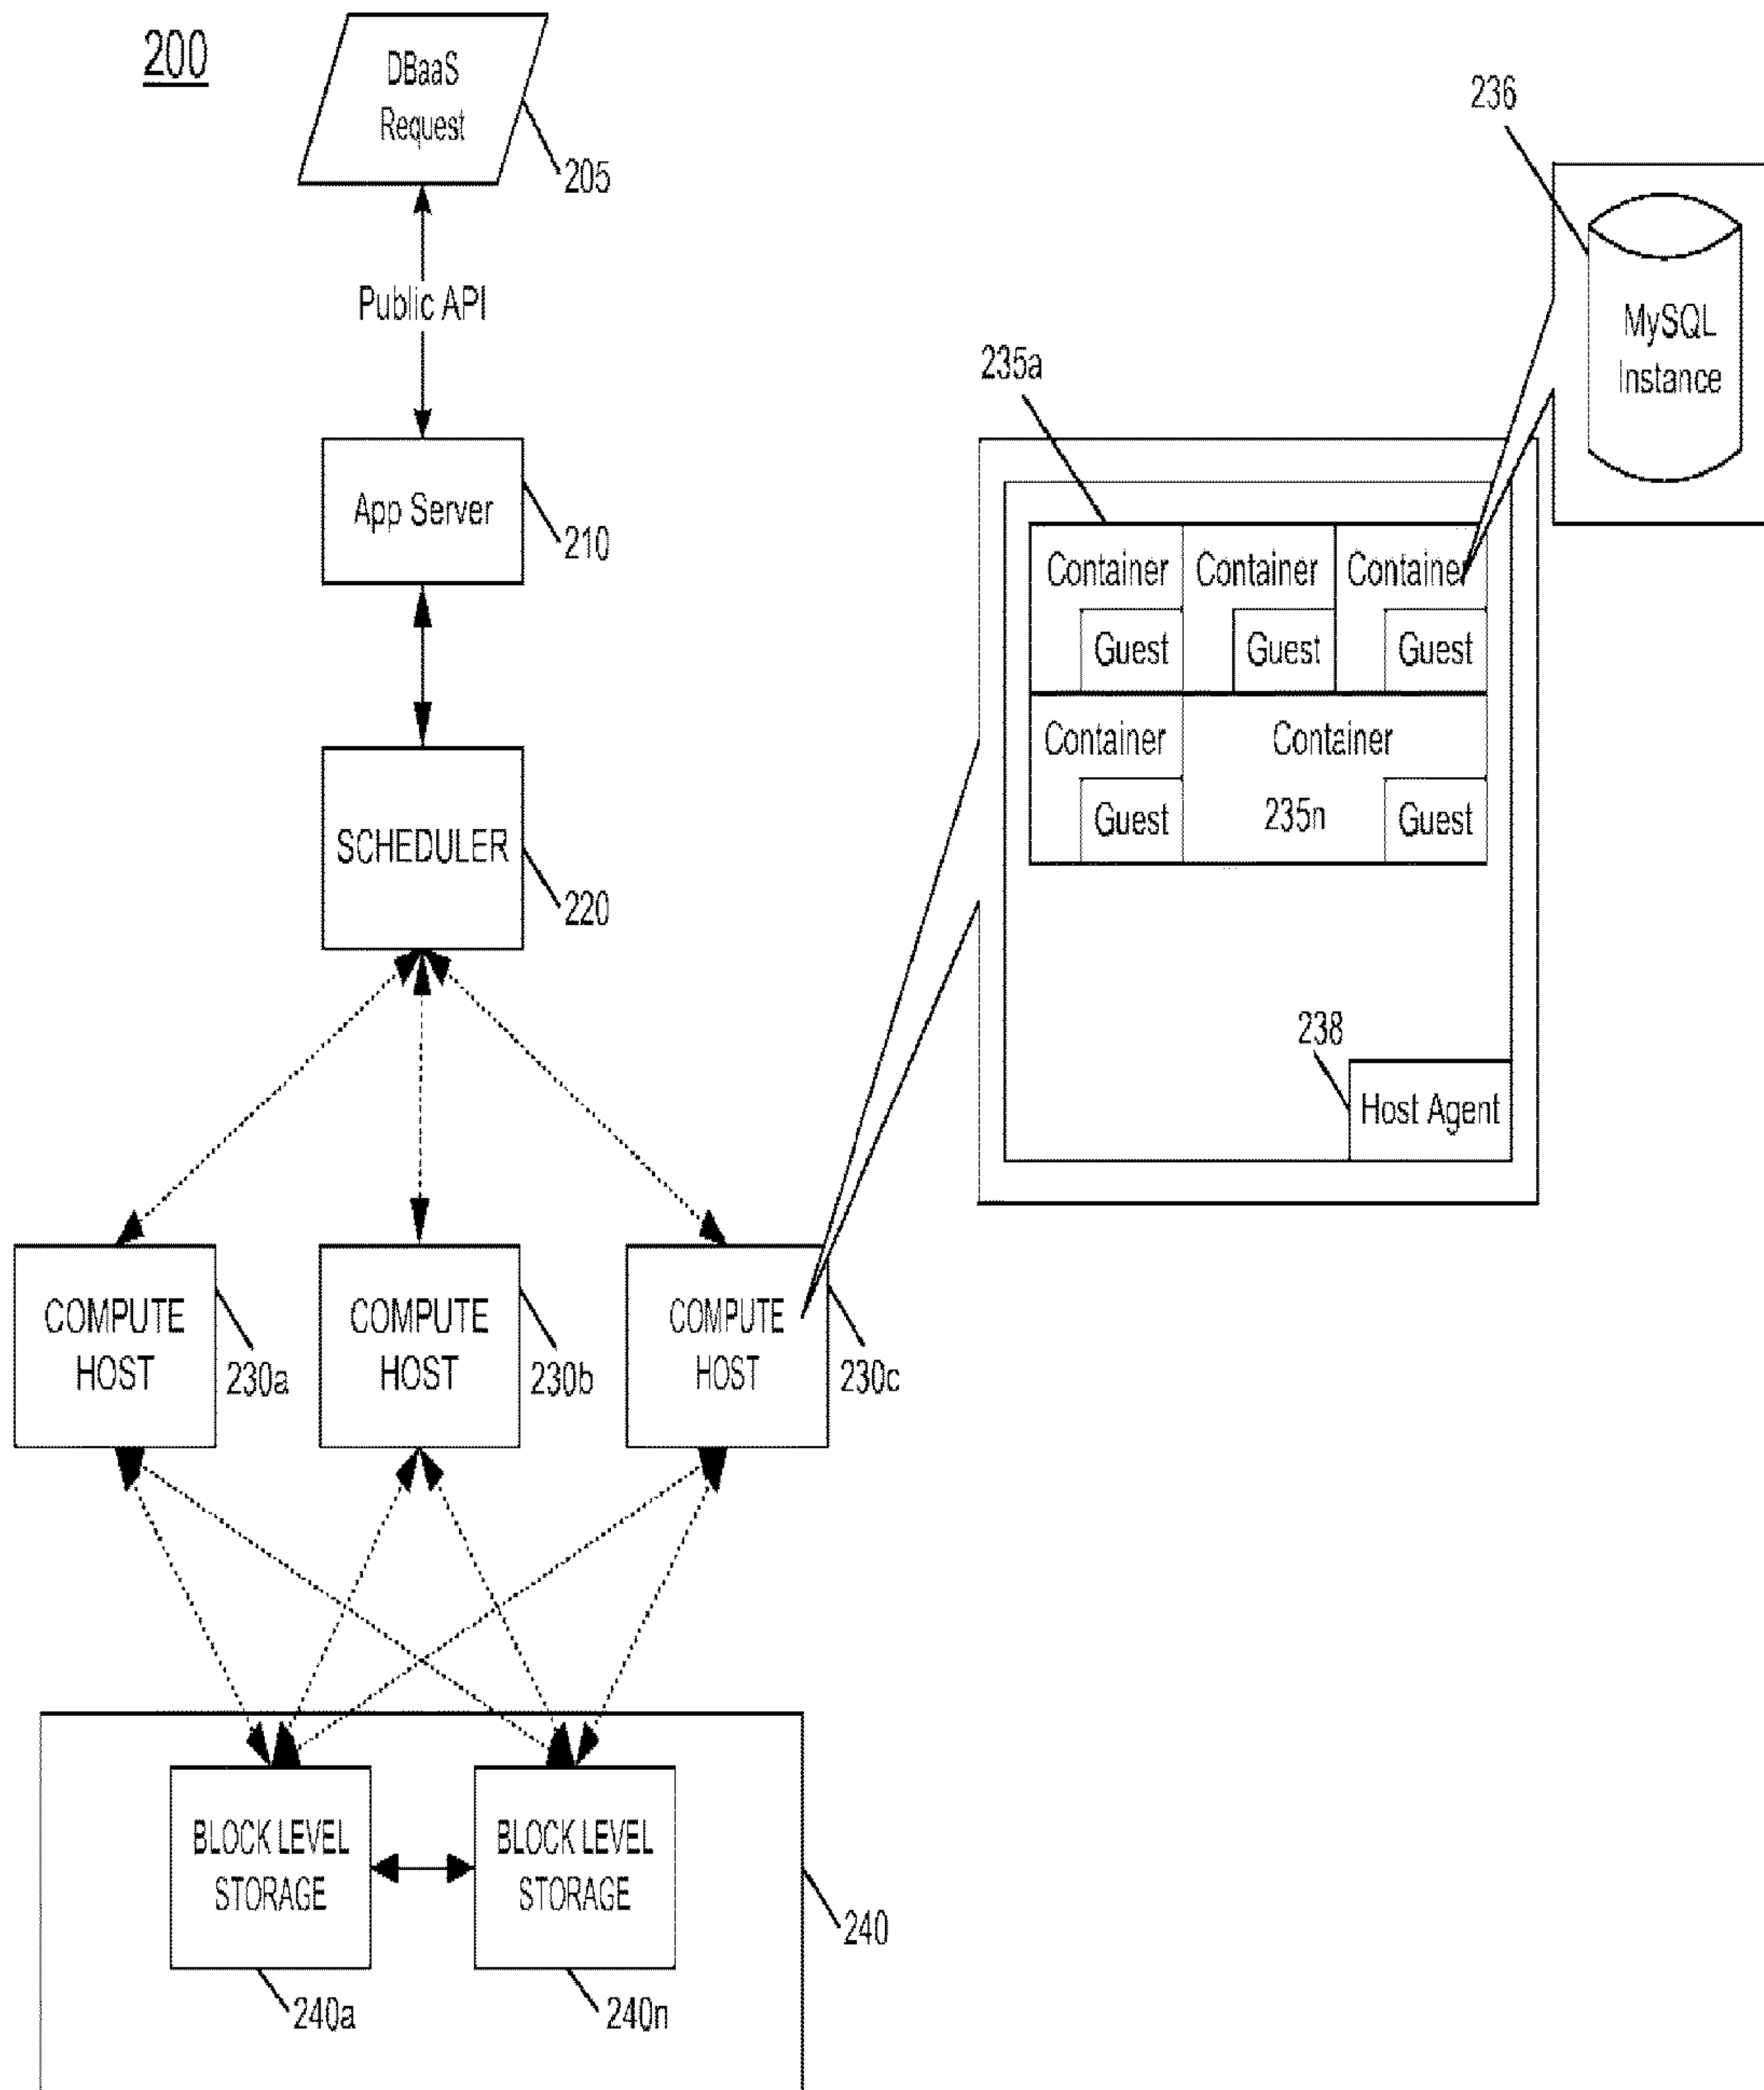 200
DBaaS
Request
205
236
MySQL
Instance
Public API
235a
App Server
210
Container Container Container
Guest Guest Guest
Container Container
Guest 235n Guest
SCHEDULER
220
238
Host Agent
COMPUTE
HOST
230a
COMPUTE
HOST
230b
COMPUTE
HOST
230c
BLOCK LEVEL
STORAGE
240a
BLOCK LEVEL
STORAGE
240n
240